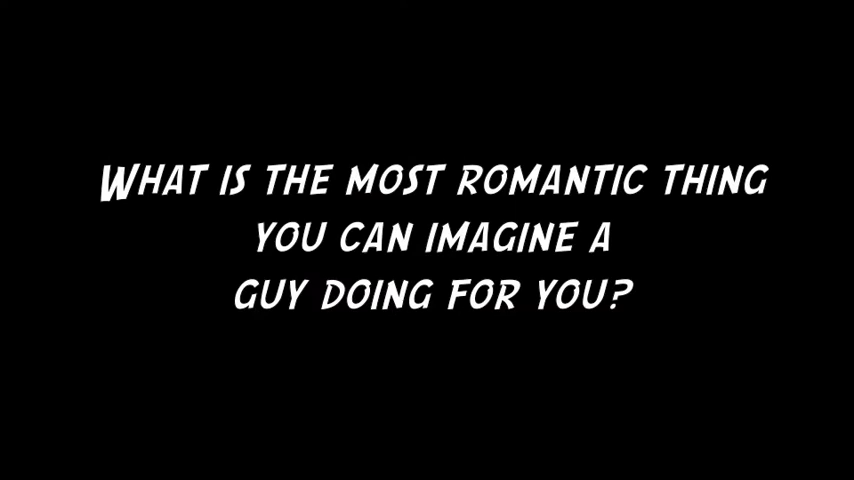 What is the most romantic thing
you can imagine a
guy doing for you?